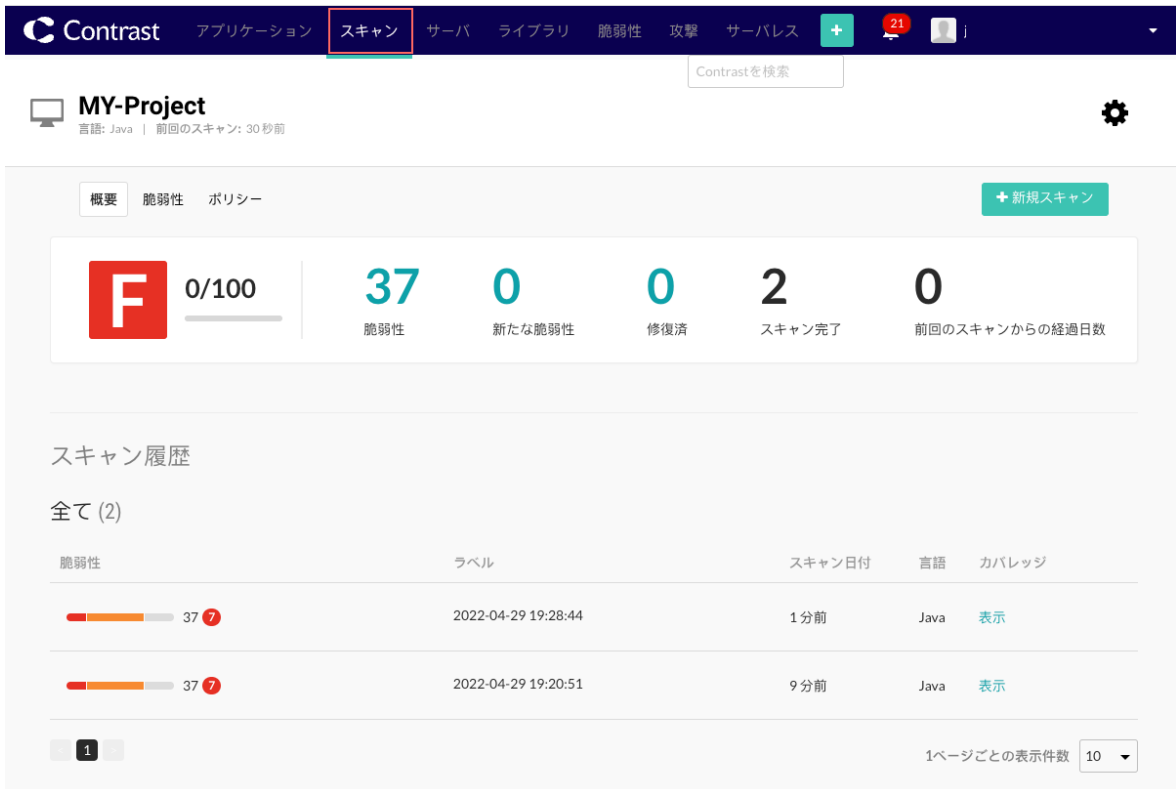 Contrast アプリケーション スキャン サーバ ライブラリ 脆弱性 攻撃 サーバレス + 21 j
Contrastを検索
MY-Project
言語: Java | 前回のスキャン: 30 秒前
概要 脆弱性 ポリシー +新規スキャン
F 0/100 37 0 0 2 0
脆弱性 新たな脆弱性 修復済 スキャン完了 前回のスキャンからの経過日数
スキャン履歴
全て (2)
脆弱性 ラベル スキャン日付 言語 カバレッジ
37 7 2022-04-29 19:28:44 1 分前 Java 表示
37 7 2022-04-29 19:20:51 9 分前 Java 表示
1 1ページごとの表示件数 10